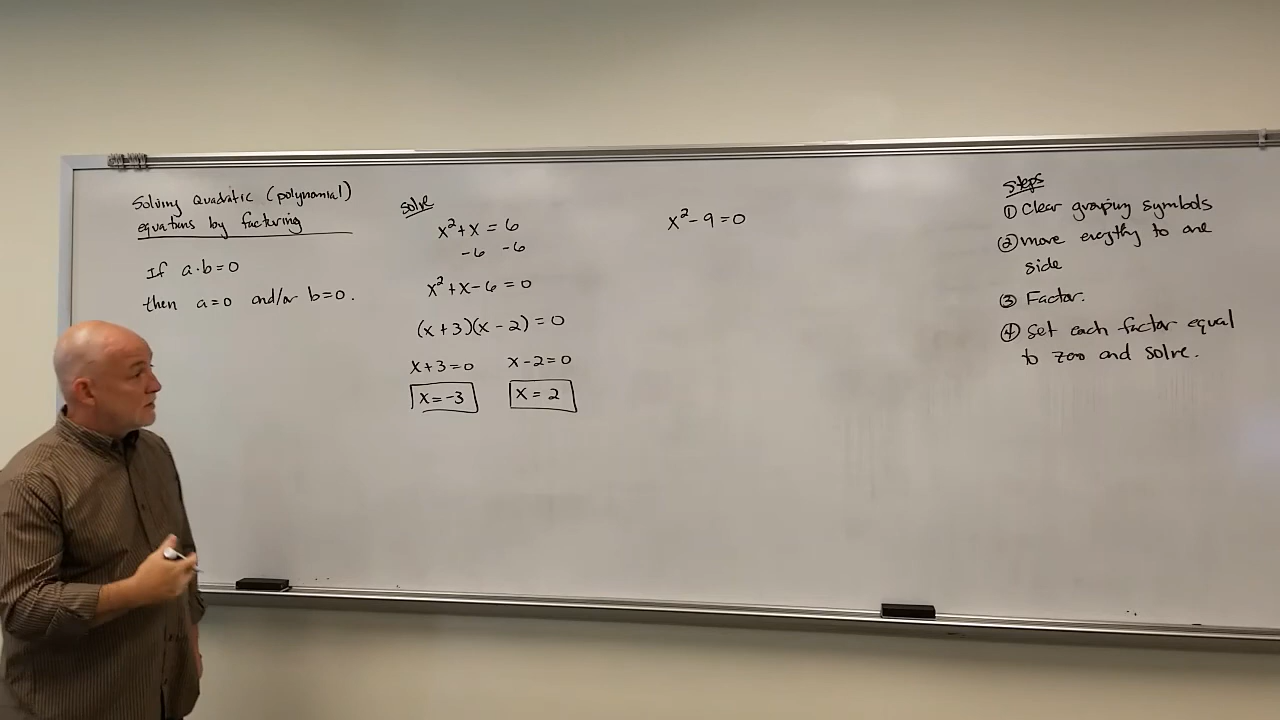 Solving Quadratic (polynomial)
equations by factoring
If a·b=0
then a=0 and/or b=0.
solve
x²+x = 6
-6 -6
x²+x-6=0
(x+3)(x-2)=0
x+3=0 x-2=0
x=-3 x=2
x²-9=0
Steps
① Clear grouping symbols
② move to one
side
③ Factor.
④ Set each factor equal
to zero and solve.